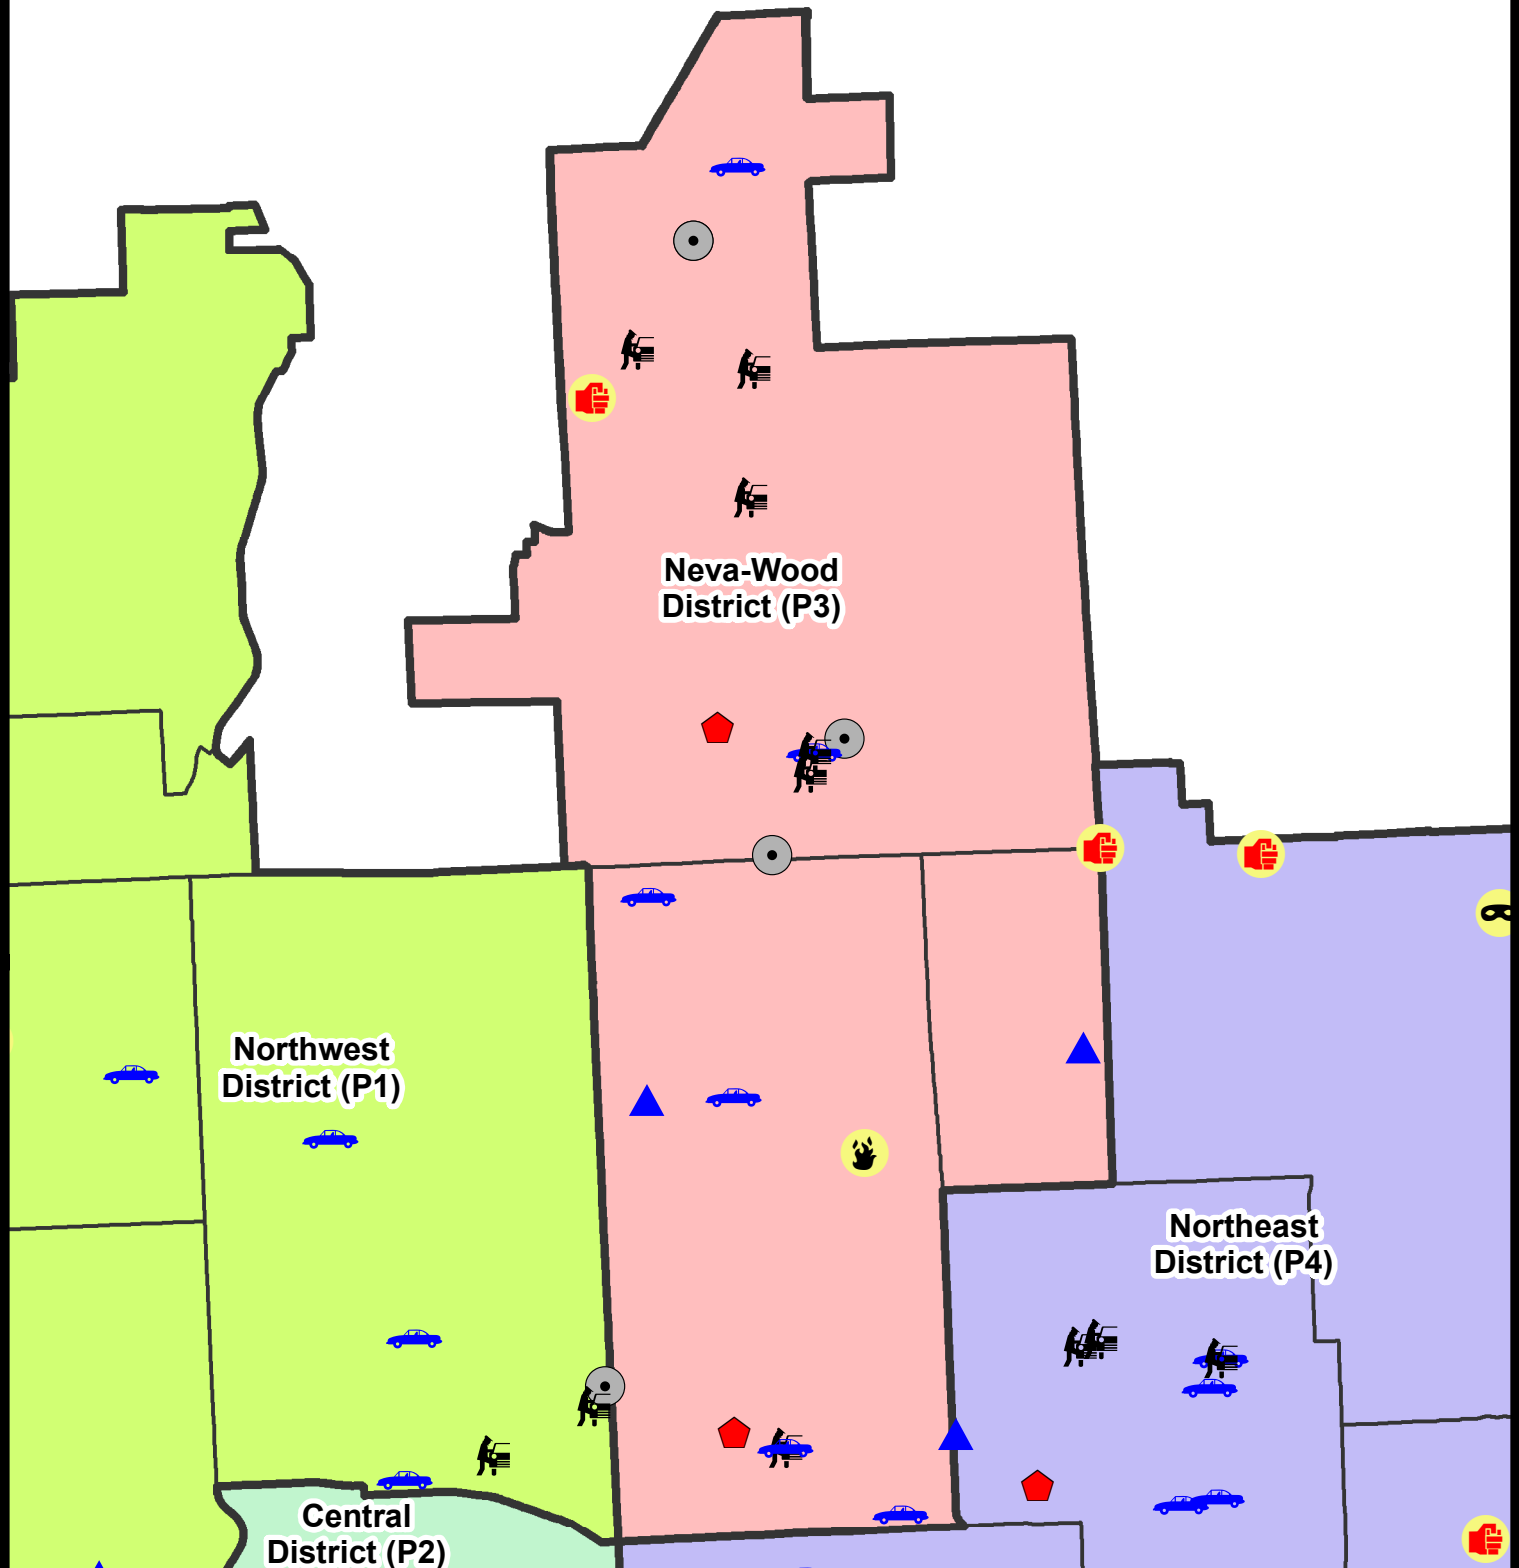 Neva-Wood
District (P3)
Northwest
District (P1)
Northeast
District (P4)
Central
District (P2)